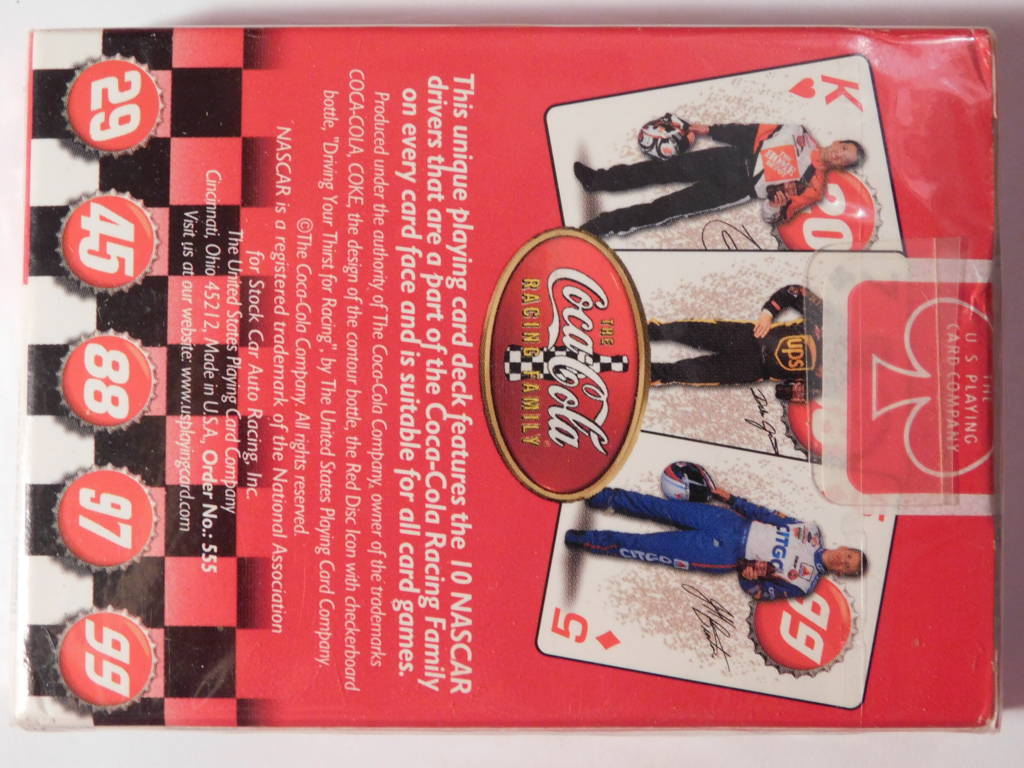 THE
U S PLAYING
CARD COMPANY
K
20
ups
99
CITGO
CITGO
5
THE
Coca-Cola
RACING FAMILY
This unique playing card deck features the 10 NASCAR
drivers that are a part of the Coca-Cola Racing Family
on every card face and is suitable for all card games.
Produced under the authority of The Coca-Cola Company, owner of the trademarks
COCA-COLA, COKE, the design of the contour bottle, the Red Disc Icon with checkerboard
bottle, "Driving Your Thirst for Racing", by The United States Playing Card Company.
©The Coca-Cola Company. All rights reserved.
NASCAR is a registered trademark of the National Association
for Stock Car Auto Racing, Inc.
The United States Playing Card Company
Cincinnati, Ohio 45212, Made in U.S.A., Order No.: 555
Visit us at our website: www.usplayingcard.com
29
45
88
97
99